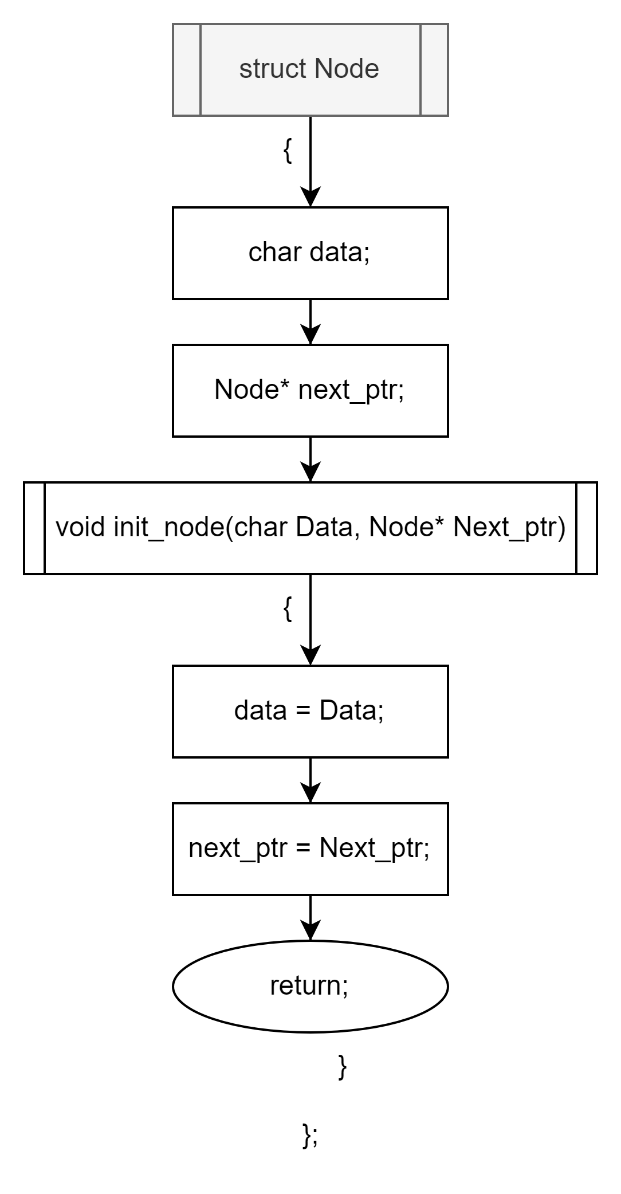 struct Node
{
char data;
Node* next_ptr;
void init_node(char Data, Node* Next_ptr)
{
data = Data;
next_ptr = Next_ptr;
return;
}
};